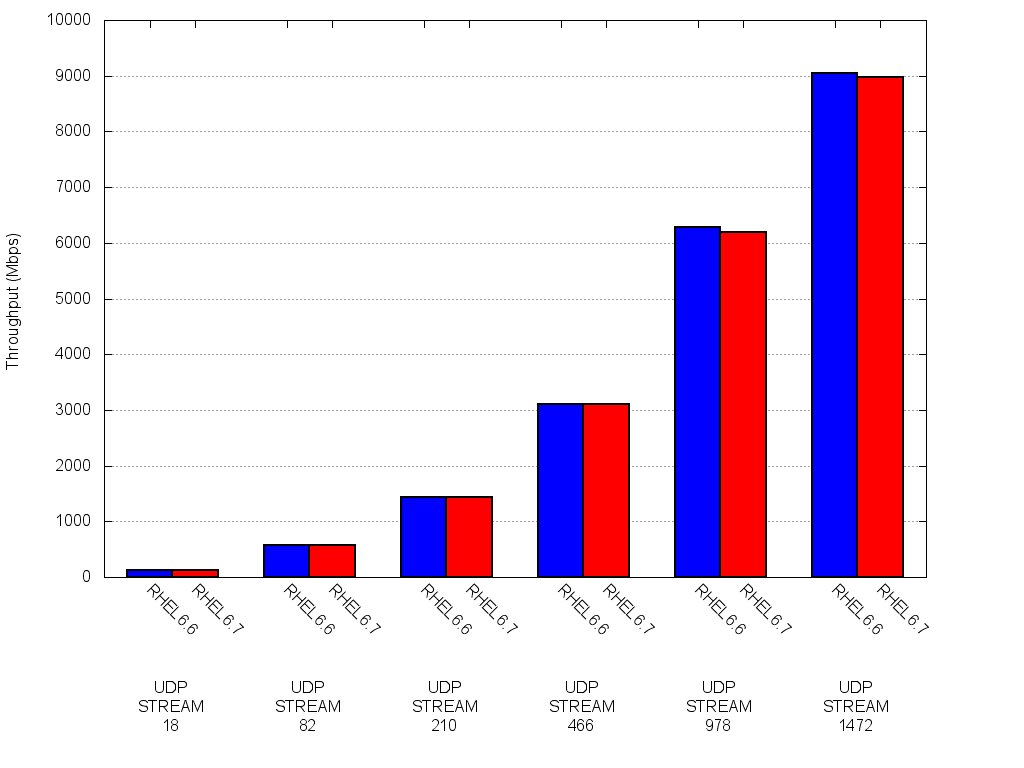 10000
9000
8000
7000
6000
5000
4000
3000
2000
1000
0
Throughput (Mbps)
RHEL6.6
RHEL6.7
RHEL6.6
RHEL6.7
RHEL6.6
RHEL6.7
RHEL6.6
RHEL6.7
RHEL6.6
RHEL6.7
RHEL6.6
RHEL6.7
UDP
STREAM
18
UDP
STREAM
82
UDP
STREAM
210
UDP
STREAM
466
UDP
STREAM
978
UDP
STREAM
1472